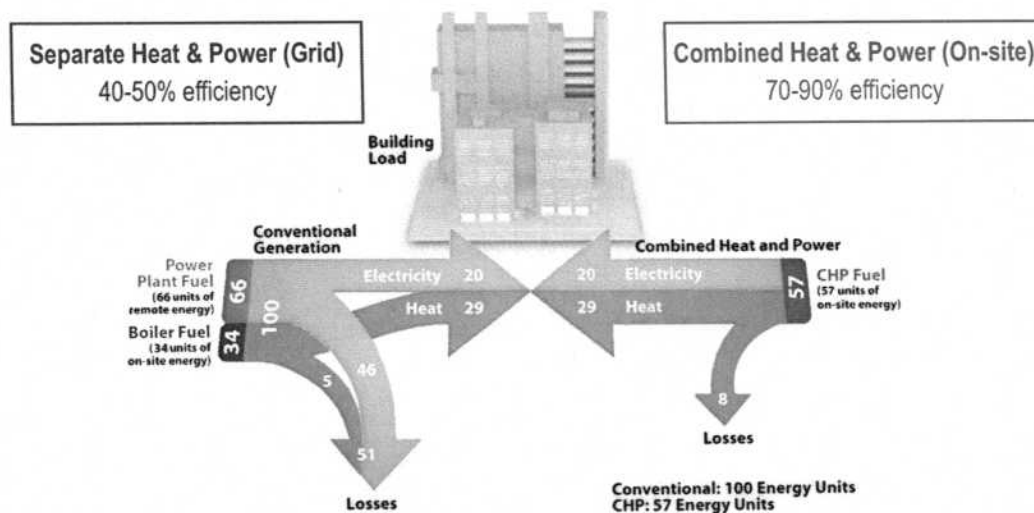 Separate Heat & Power (Grid)
40-50% efficiency
Combined Heat & Power (On-site)
70-90% efficiency
Building
Load
Conventional
Generation
Power
Plant Fuel
(66 units of
remote energy)
66
Boiler Fuel
(34 units of
on-site energy)
34
100
Electricity 20
Heat 29
5
46
51
Losses
Combined Heat and Power
20 Electricity
29 Heat
57
CHP Fuel
(57 units of
on-site energy)
8
Losses
Conventional: 100 Energy Units
CHP: 57 Energy Units